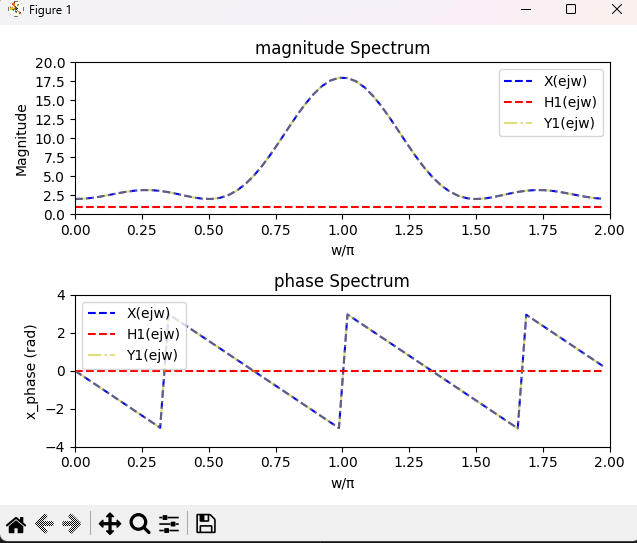 Figure 1
magnitude Spectrum
20.0
17.5
15.0
12.5
10.0
7.5
5.0
2.5
0.0
Magnitude
X(ejw)
H1(ejw)
Y1(ejw)
0.00 0.25 0.50 0.75 1.00 1.25 1.50 1.75 2.00
w/π
phase Spectrum
4
2
0
−2
−4
x_phase (rad)
X(ejw)
H1(ejw)
Y1(ejw)
0.00 0.25 0.50 0.75 1.00 1.25 1.50 1.75 2.00
w/π